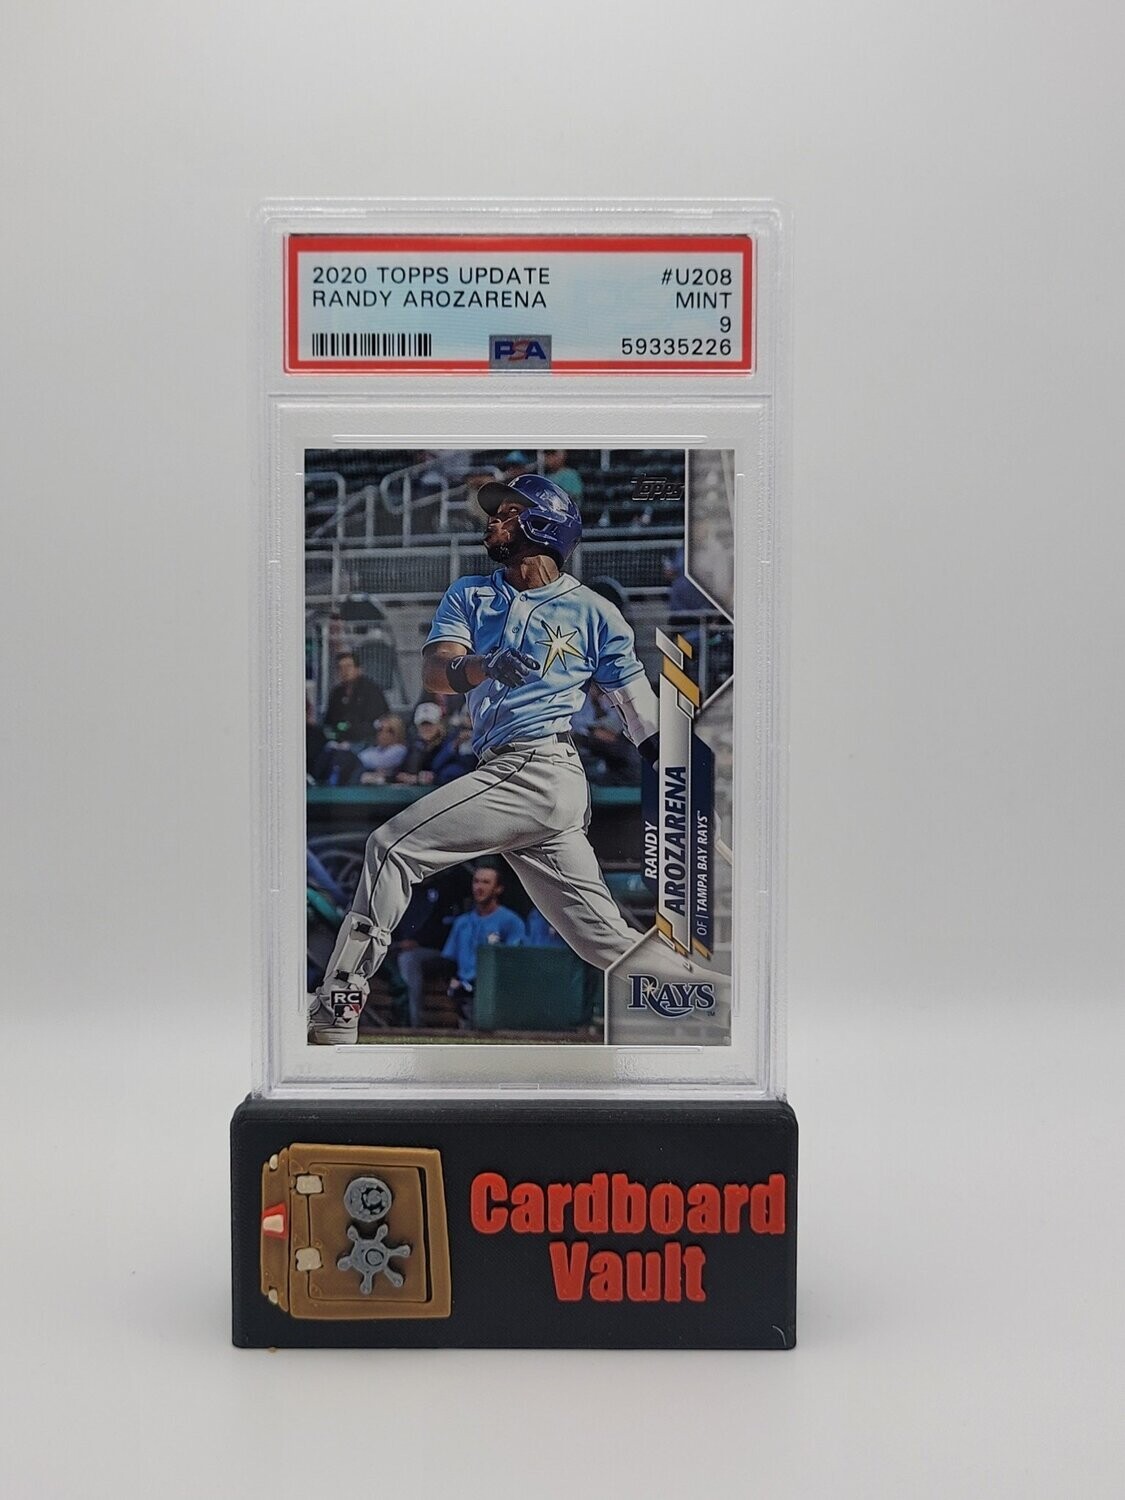 2020 TOPPS UPDATE #U208
RANDY AROZARENA MINT
9
PSA 59335226
Topps
RANDY
AROZARENA
OF | TAMPA BAY RAYS™
RAYS
RC
Cardboard
Vault